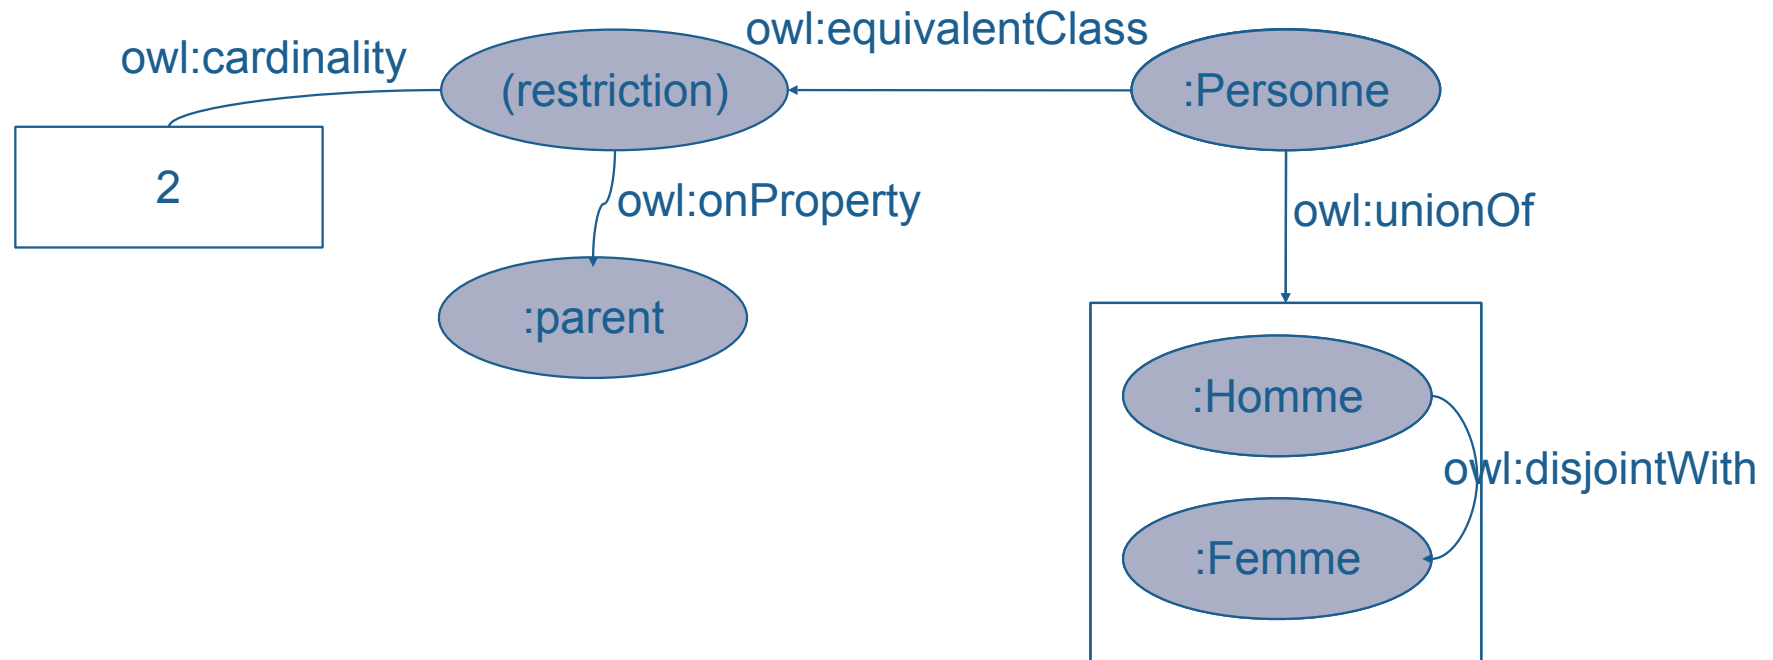 owl:equivalentClass
owl:cardinality
(restriction)
:Personne
2
owl:onProperty
owl:unionOf
:parent
:Homme
owl:disjointWith
:Femme